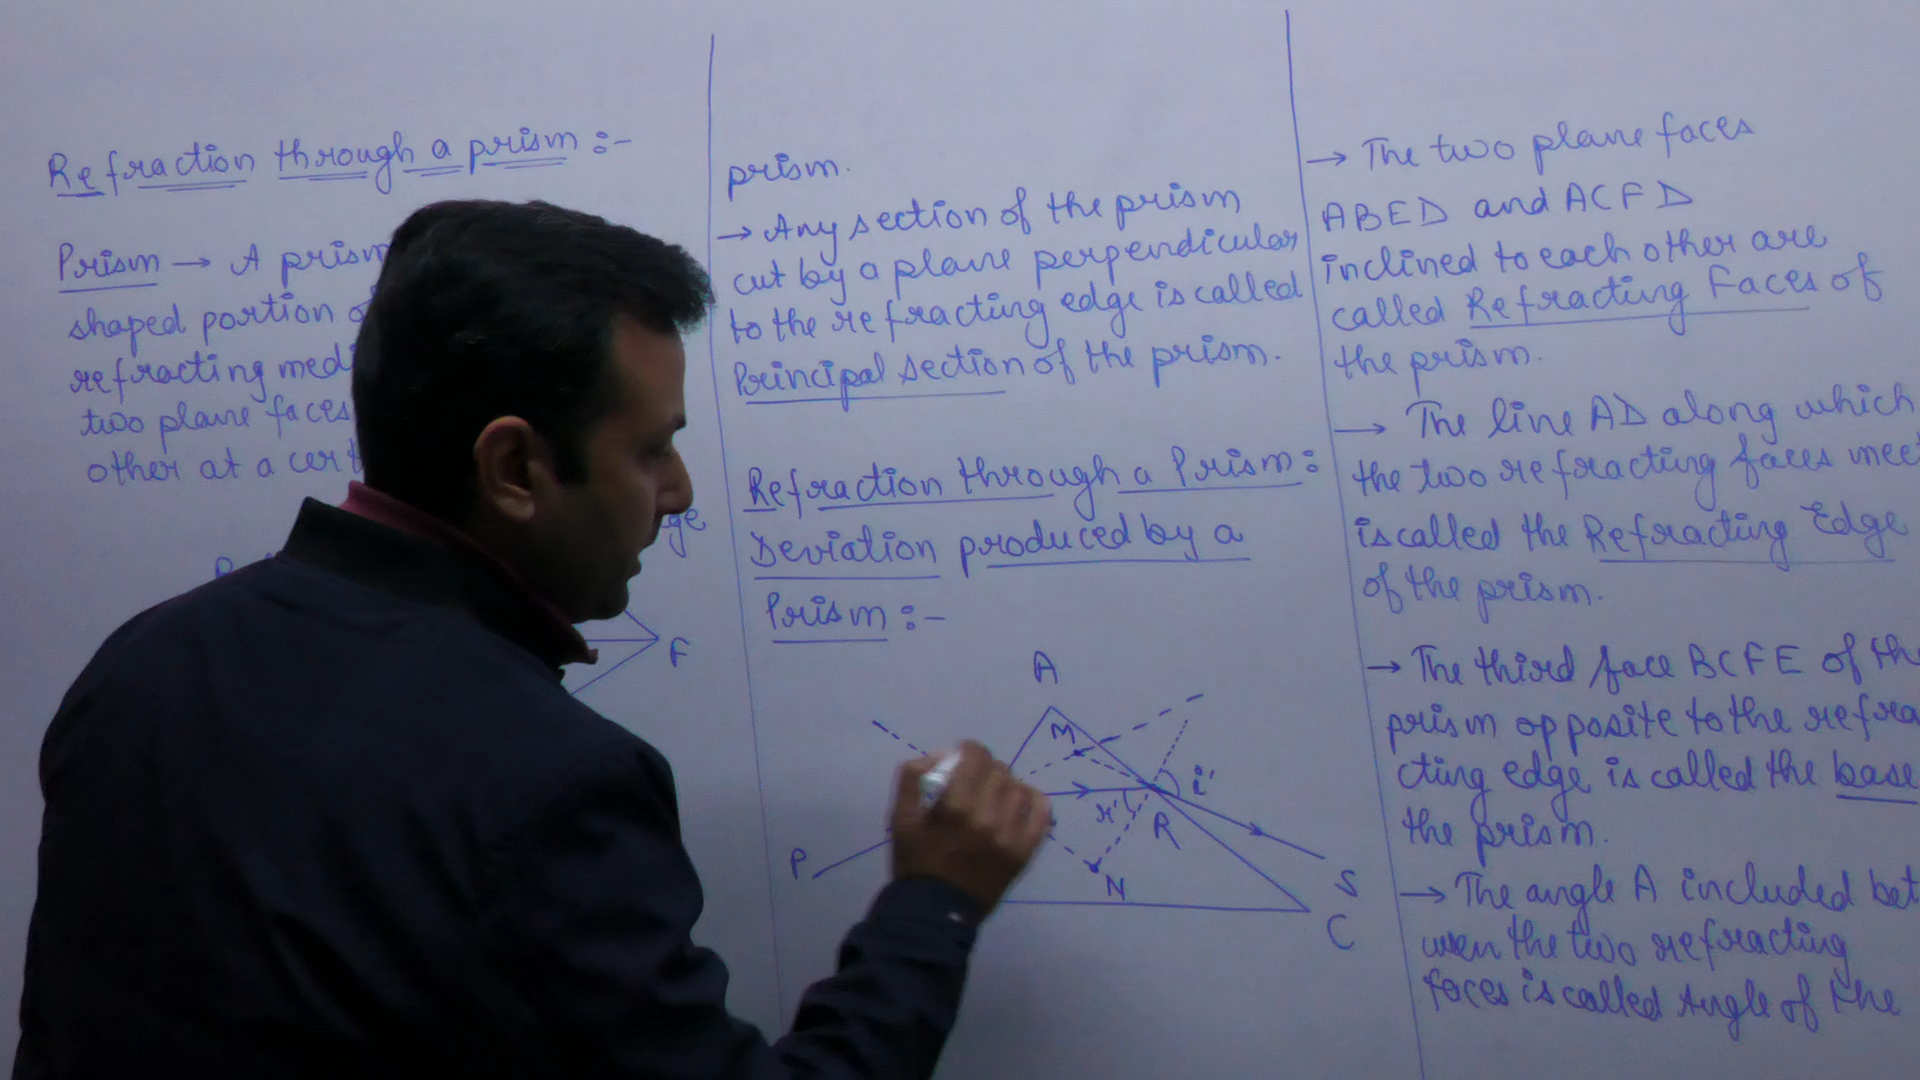 Refraction through a prism :-
Prism → A prism
shaped portion
refracting
two plane faces
other at a
F
prism.
→ Any section of the prism
cut by a plane perpendicular
to the refracting edge is called
Principal section of the prism.
Refraction through a Prism:
Deviation produced by a
Prism :-
A
M
i'
r'
R
P
N
S
C
→ The two plane faces
ABED and ACFD
inclined to each other are
called Refracting Faces of
the prism.
→ The line AD along which
the two refracting faces meet
is called the Refracting Edge
of the prism.
→ The third face BCFE of the
prism opposite to the refra
cting edge is called the base
the prism.
→ The angle A included bet
ween the two refracting
faces is called Angle of the